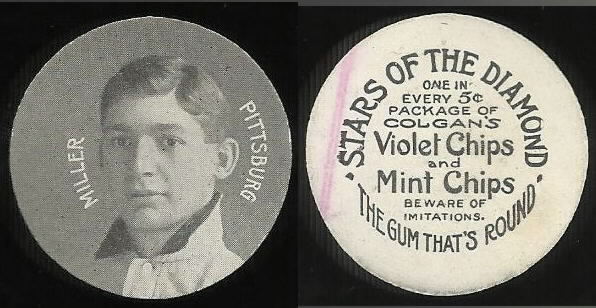 MILLER
PITTSBURG
STARS OF THE DIAMOND
ONE IN
EVERY 5¢
PACKAGE OF
COLGAN'S
Violet Chips
and
Mint Chips
BEWARE OF
IMITATIONS.
THE GUM THAT'S ROUND